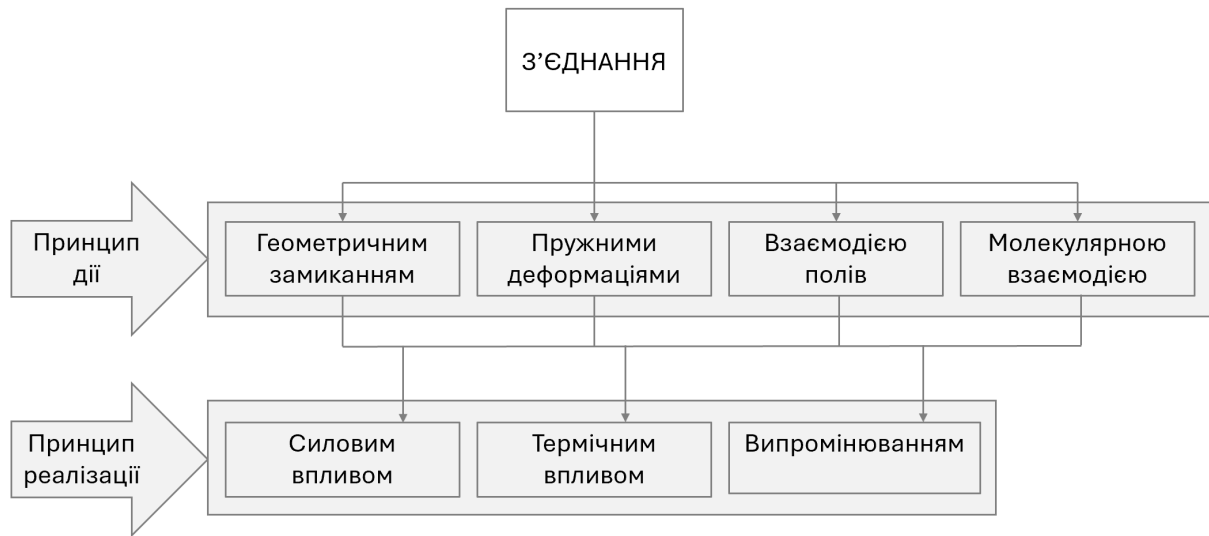 З’ЄДНАННЯ
Принцип
дії
Геометричним
замиканням
Пружними
деформаціями
Взаємодією
полів
Молекулярною
взаємодією
Принцип
реалізації
Силовим
впливом
Термічним
впливом
Випромінюванням